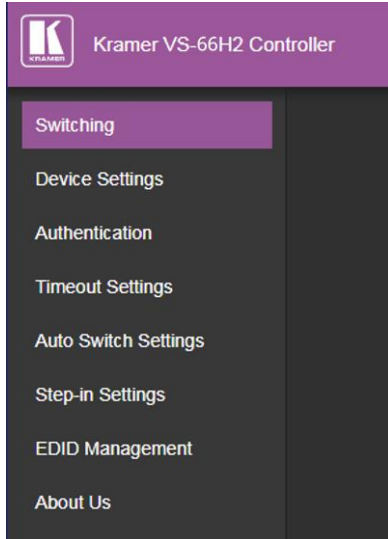 KRAMER
Kramer VS-66H2 Controller
Switching
Device Settings
Authentication
Timeout Settings
Auto Switch Settings
Step-in Settings
EDID Management
About Us